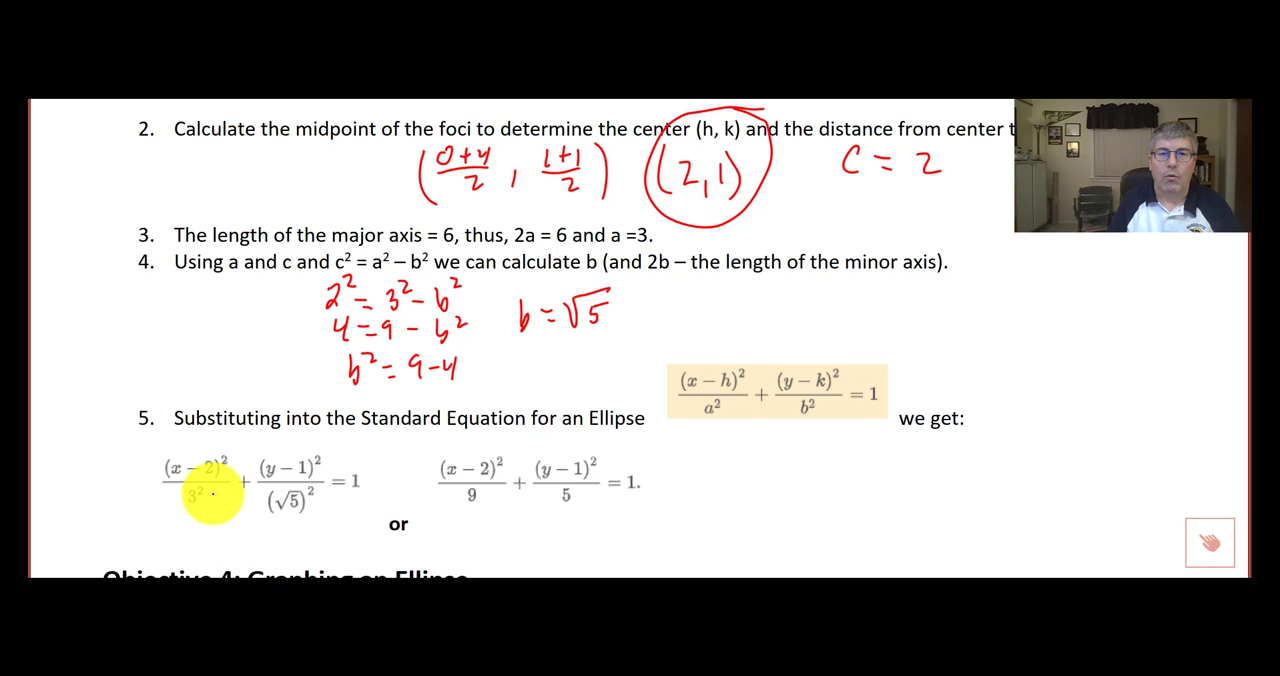 2. Calculate the midpoint of the foci to determine the center (h, k) and the distance from center t
(0+4/2, 1+1/2) (2,1) c = 2
3. The length of the major axis = 6, thus, 2a = 6 and a =3.
4. Using a and c and c² = a² – b² we can calculate b (and 2b – the length of the minor axis).
2² = 3² - b²
b = √5
4 = 9 - b²
b² = 9-4
5. Substituting into the Standard Equation for an Ellipse (x − h)²/a² + (y − k)²/b² = 1 we get:
(x − 2)²/3² + (y − 1)²/(√5)² = 1 (x − 2)²/9 + (y − 1)²/5 = 1.
or
Objective 4: Graphing an Ellipse